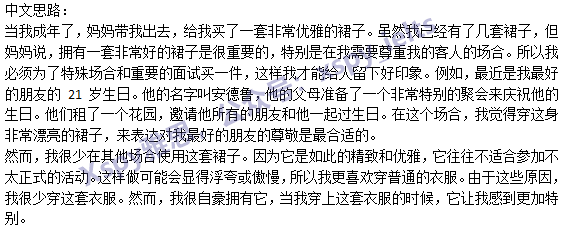 中文思路：
当我成年了，妈妈带我出去，给我买了一套非常优雅的裙子。虽然我已经有了几套裙子，但
妈妈说，拥有一套非常好的裙子是很重要的，特别是在我需要尊重我的客人的场合。所以我
必须为了特殊场合和重要的面试买一件，这样我才能给人留下好印象。例如，最近是我最好
的朋友的 21 岁生日。他的名字叫安德鲁，他的父母准备了一个非常特别的聚会来庆祝他的
生日。他们租了一个花园，邀请他所有的朋友和他一起过生日。在这个场合，我觉得穿这身
非常漂亮的裙子，来表达对我最好的朋友的尊敬是最合适的。
然而，我很少在其他场合使用这套裙子。因为它是如此的精致和优雅，它往往不适合参加不
太正式的活动。这样做可能会显得浮夸或傲慢，所以我更喜欢穿普通的衣服。由于这些原因，
我很少穿这套衣服。然而，我很自豪拥有它，当我穿上这套衣服的时候，它让我感到更加特
别。